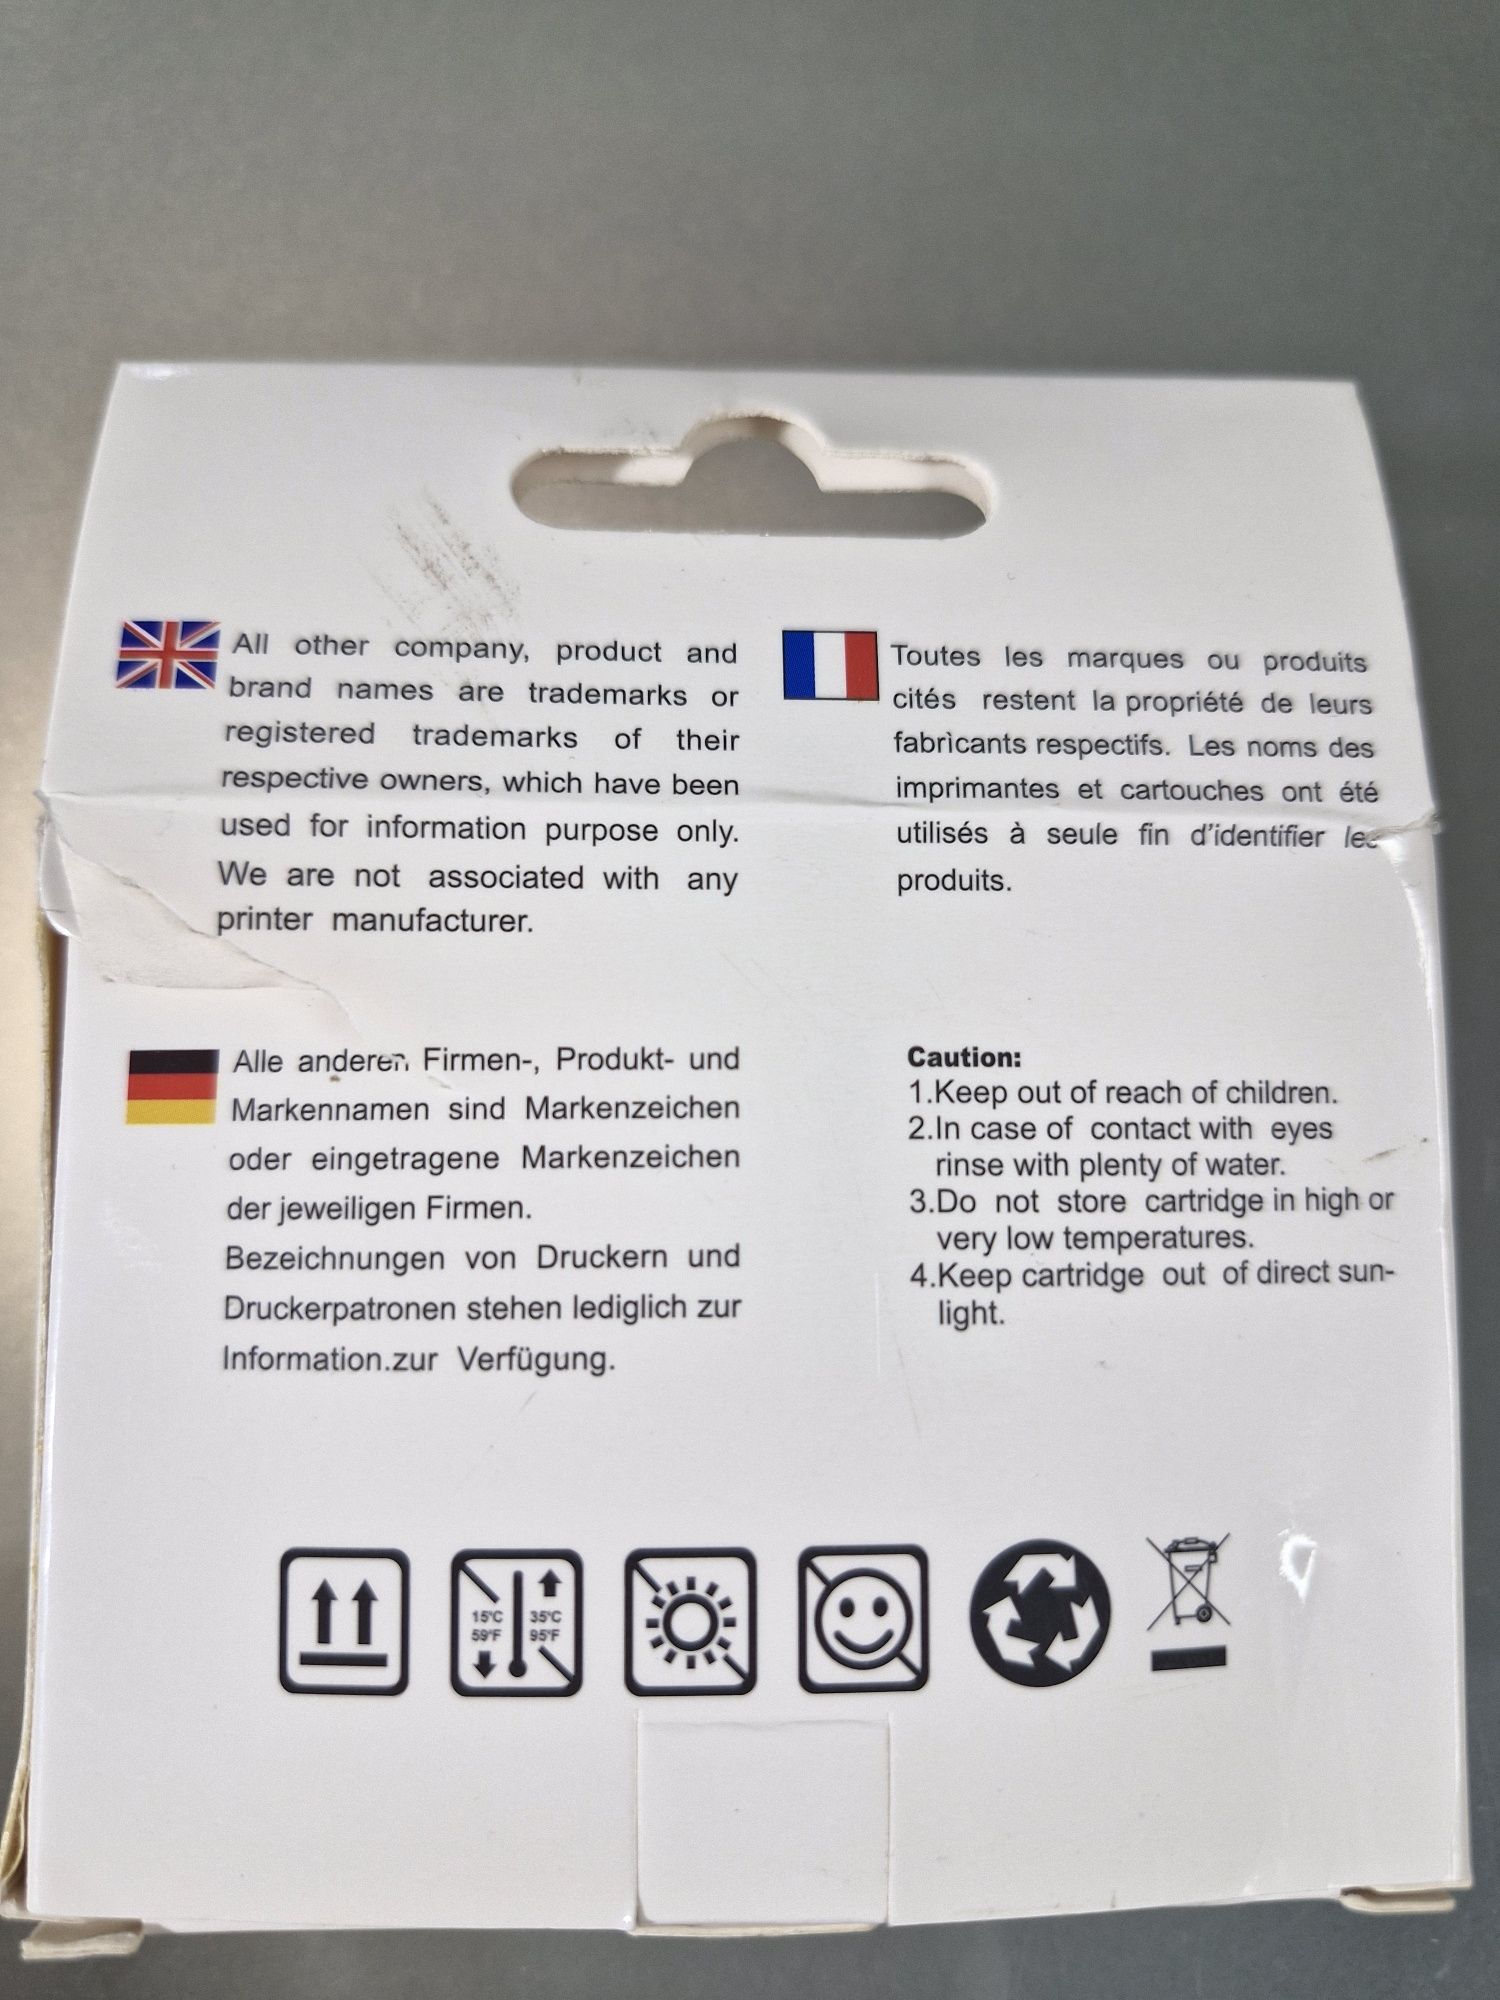 All other company, product and
brand names are trademarks or
registered trademarks of their
respective owners, which have been
used for information purpose only.
We are not associated with any
printer manufacturer.
Toutes les marques ou produits
cités restent la propriété de leurs
fabricants respectifs. Les noms des
imprimantes et cartouches ont été
utilisés à seule fin d'identifier les
produits.
Alle anderen Firmen-, Produkt- und
Markennamen sind Markenzeichen
oder eingetragene Markenzeichen
der jeweiligen Firmen.
Bezeichnungen von Druckern und
Druckerpatronen stehen lediglich zur
Information.zur Verfügung.
Caution:
1.Keep out of reach of children.
2.In case of contact with eyes
rinse with plenty of water.
3.Do not store cartridge in high or
very low temperatures.
4.Keep cartridge out of direct sun-
light.
15°C 35°C
59°F 95°F